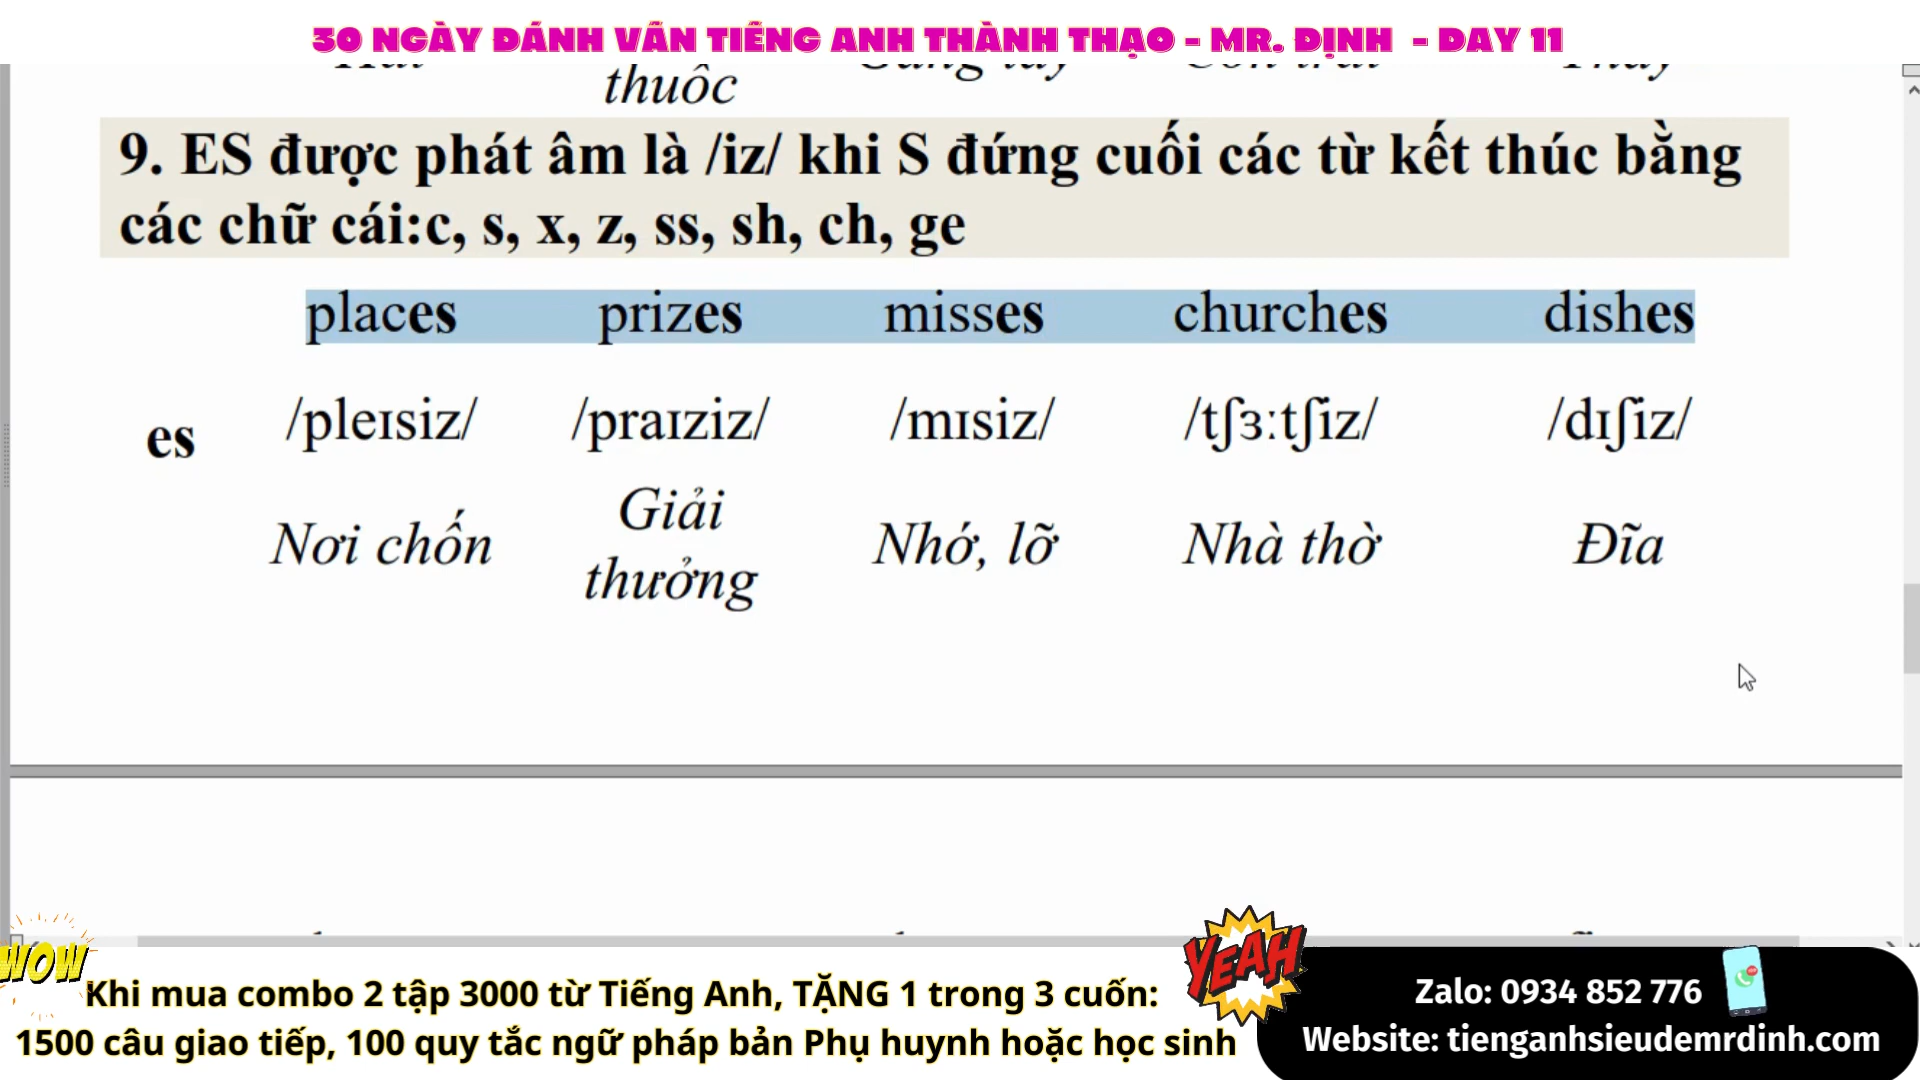 30 NGÀY ĐÁNH VẦN TIẾNG ANH THÀNH THẠO - MR. ĐỊNH - DAY 11
thuốc
9. ES được phát âm là /iz/ khi S đứng cuối các từ kết thúc bằng
các chữ cái:c, s, x, z, ss, sh, ch, ge
places prizes misses churches dishes
es /pleɪsiz/ /praɪziz/ /mɪsiz/ /tʃɜːtʃiz/ /dɪʃiz/
Nơi chốn Giải thưởng Nhớ, lỡ Nhà thờ Đĩa
WOW
YEAH
Khi mua combo 2 tập 3000 từ Tiếng Anh, TẶNG 1 trong 3 cuốn:
1500 câu giao tiếp, 100 quy tắc ngữ pháp bản Phụ huynh hoặc học sinh
Zalo: 0934 852 776
Website: tienganhsieudemrdinh.com